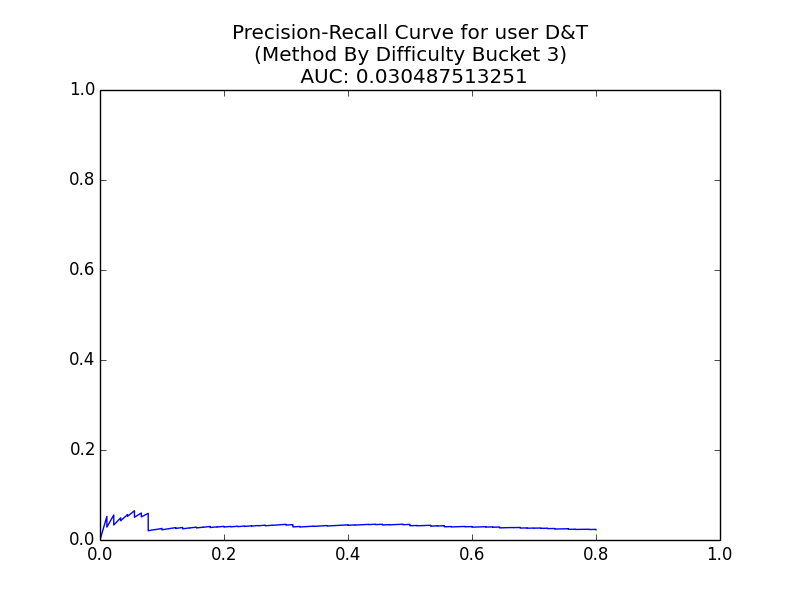 Precision-Recall Curve for user D&T
(Method By Difficulty Bucket 3)
AUC: 0.030487513251
1.0
0.8
0.6
0.4
0.2
0.0
0.0 0.2 0.4 0.6 0.8 1.0